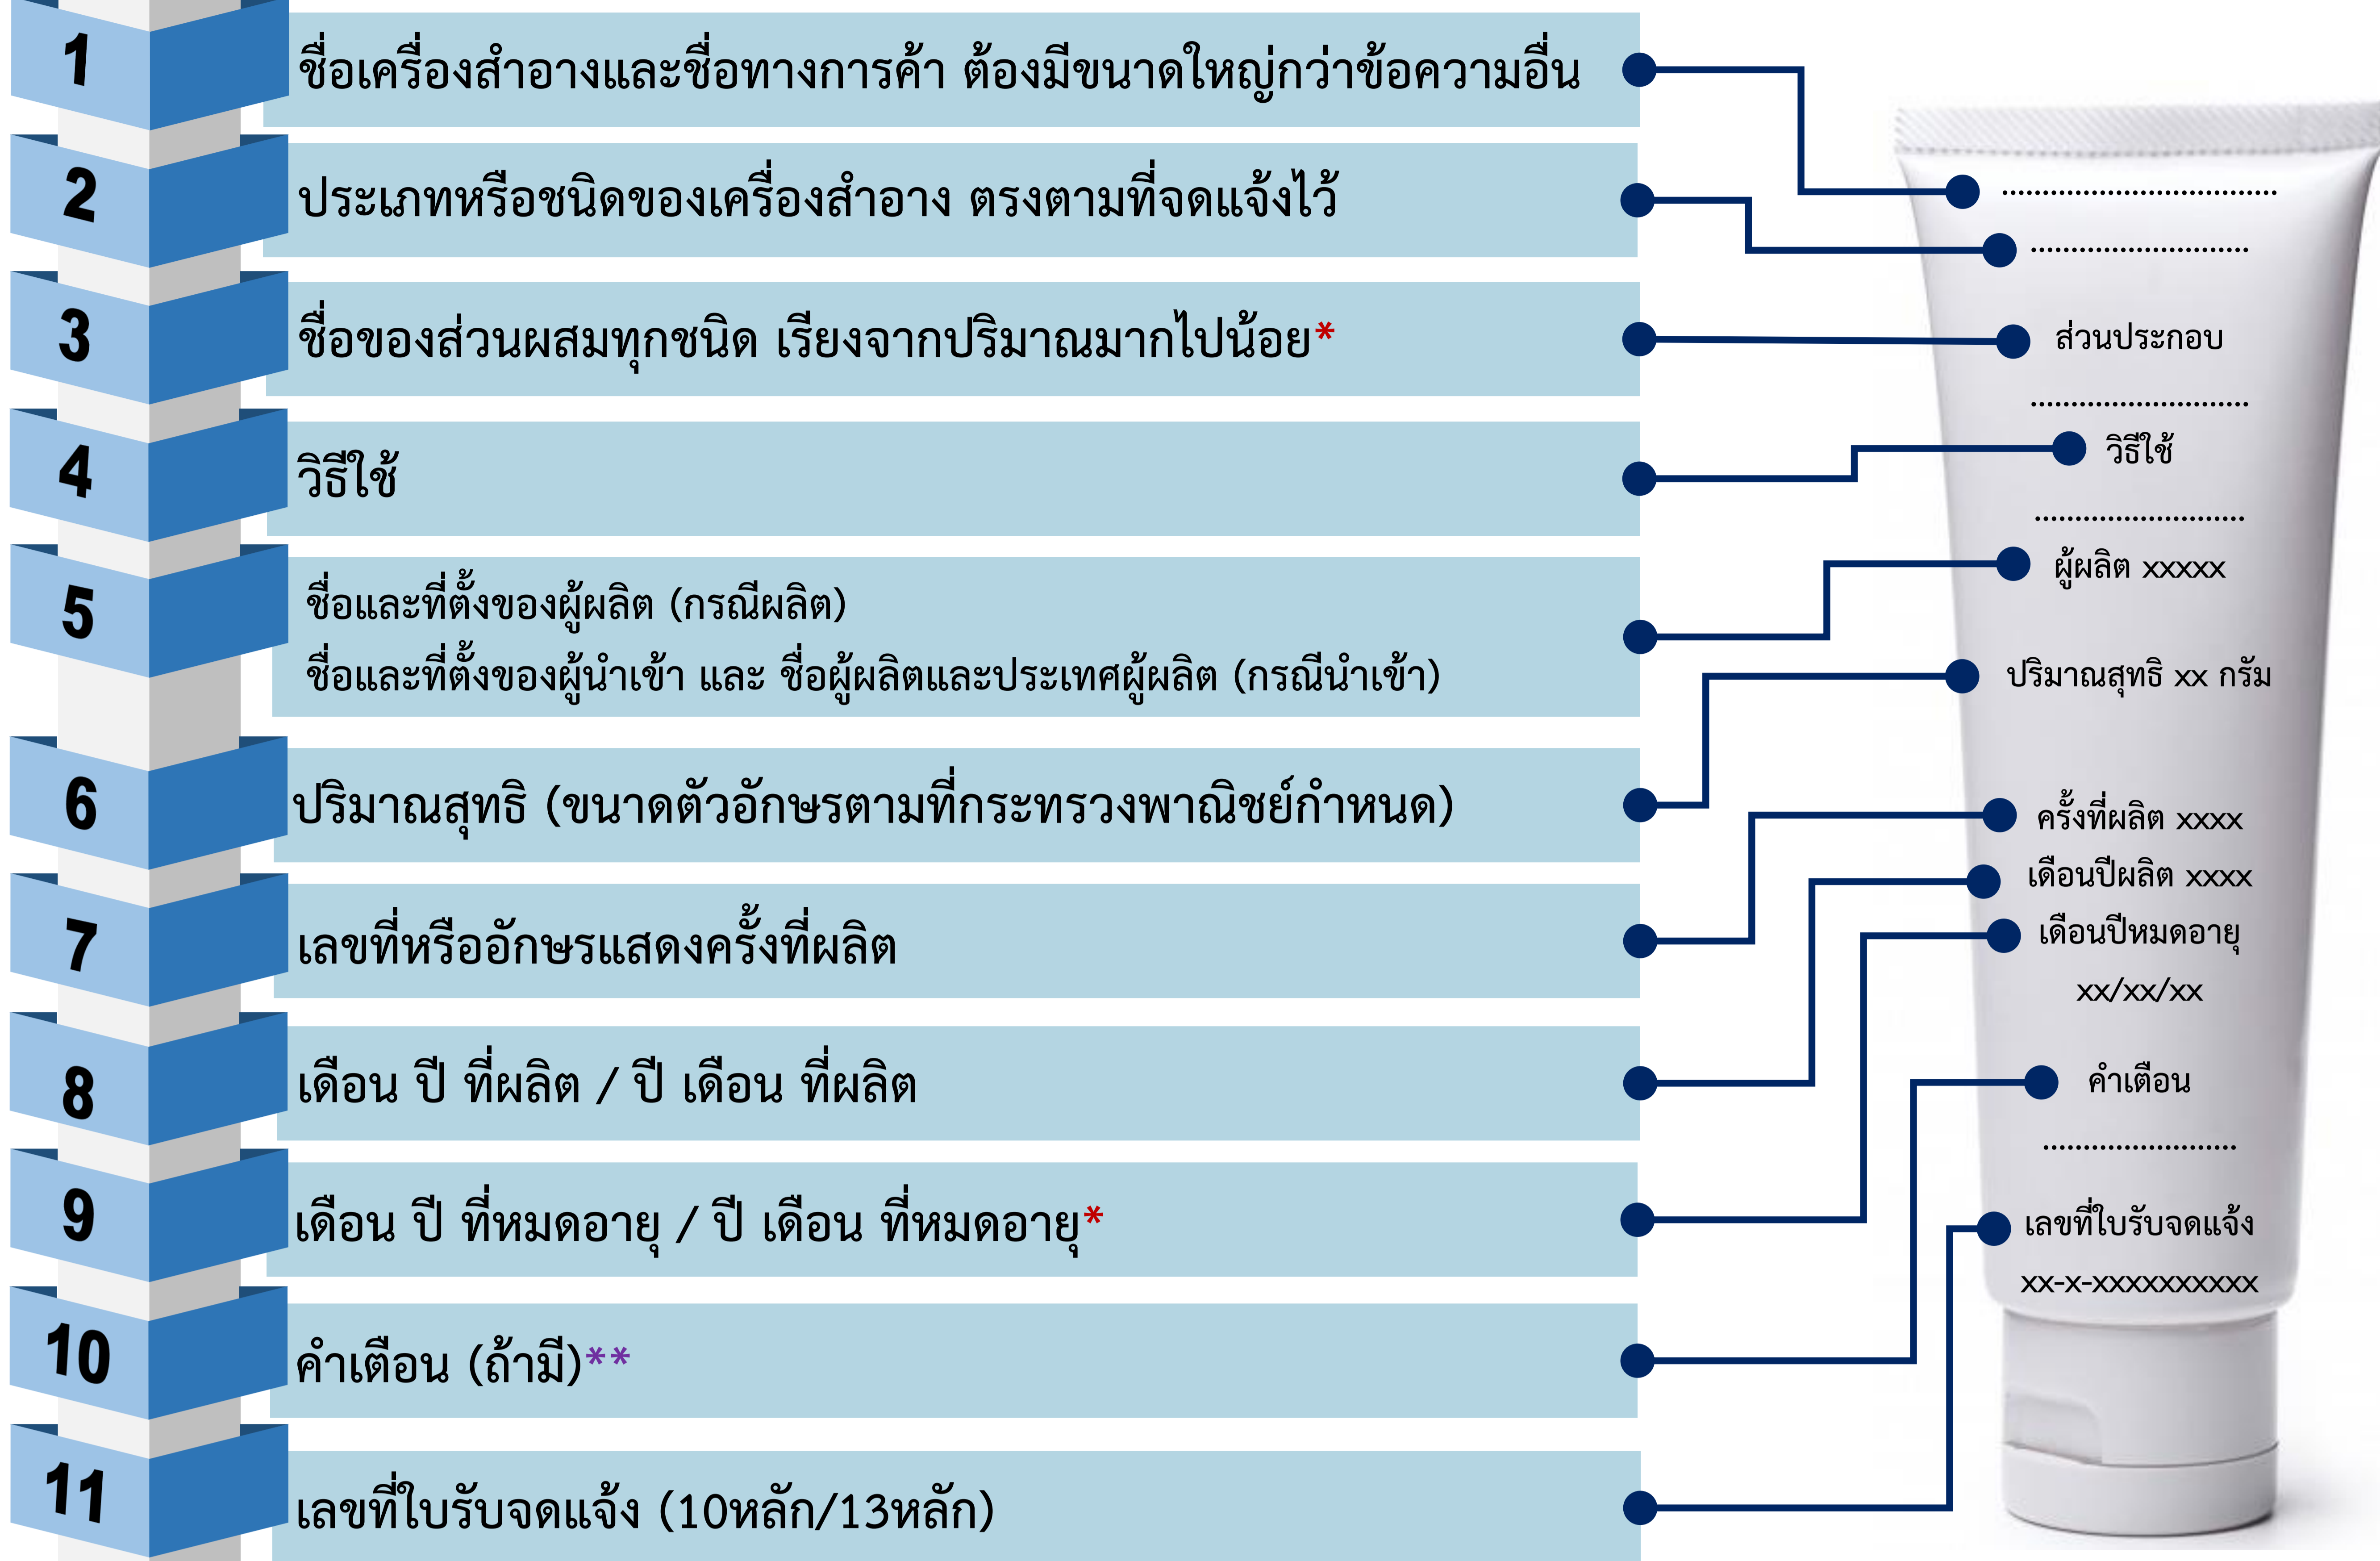 1
ชื่อเครื่องสำอางและชื่อทางการค้า ต้องมีขนาดใหญ่กว่าข้อความอื่น
2
ประเภทหรือชนิดของเครื่องสำอาง ตรงตามที่จดแจ้งไว้
3
ชื่อของส่วนผสมทุกชนิด เรียงจากปริมาณมากไปน้อย*
4
วิธีใช้
5
ชื่อและที่ตั้งของผู้ผลิต (กรณีผลิต)
ชื่อและที่ตั้งของผู้นำเข้า และ ชื่อผู้ผลิตและประเทศผู้ผลิต (กรณีนำเข้า)
6
ปริมาณสุทธิ (ขนาดตัวอักษรตามที่กระทรวงพาณิชย์กำหนด)
7
เลขที่หรืออักษรแสดงครั้งที่ผลิต
8
เดือน ปี ที่ผลิต / ปี เดือน ที่ผลิต
9
เดือน ปี ที่หมดอายุ / ปี เดือน ที่หมดอายุ*
10
คำเตือน (ถ้ามี)**
11
เลขที่ใบรับจดแจ้ง (10หลัก/13หลัก)
..................................
...........................
ส่วนประกอบ
...........................
วิธีใช้
..........................
ผู้ผลิต xxxxx
ปริมาณสุทธิ xx กรัม
ครั้งที่ผลิต xxxx
เดือนปีผลิต xxxx
เดือนปีหมดอายุ
xx/xx/xx
คำเตือน
........................
เลขที่ใบรับจดแจ้ง
xx-x-xxxxxxxxxx